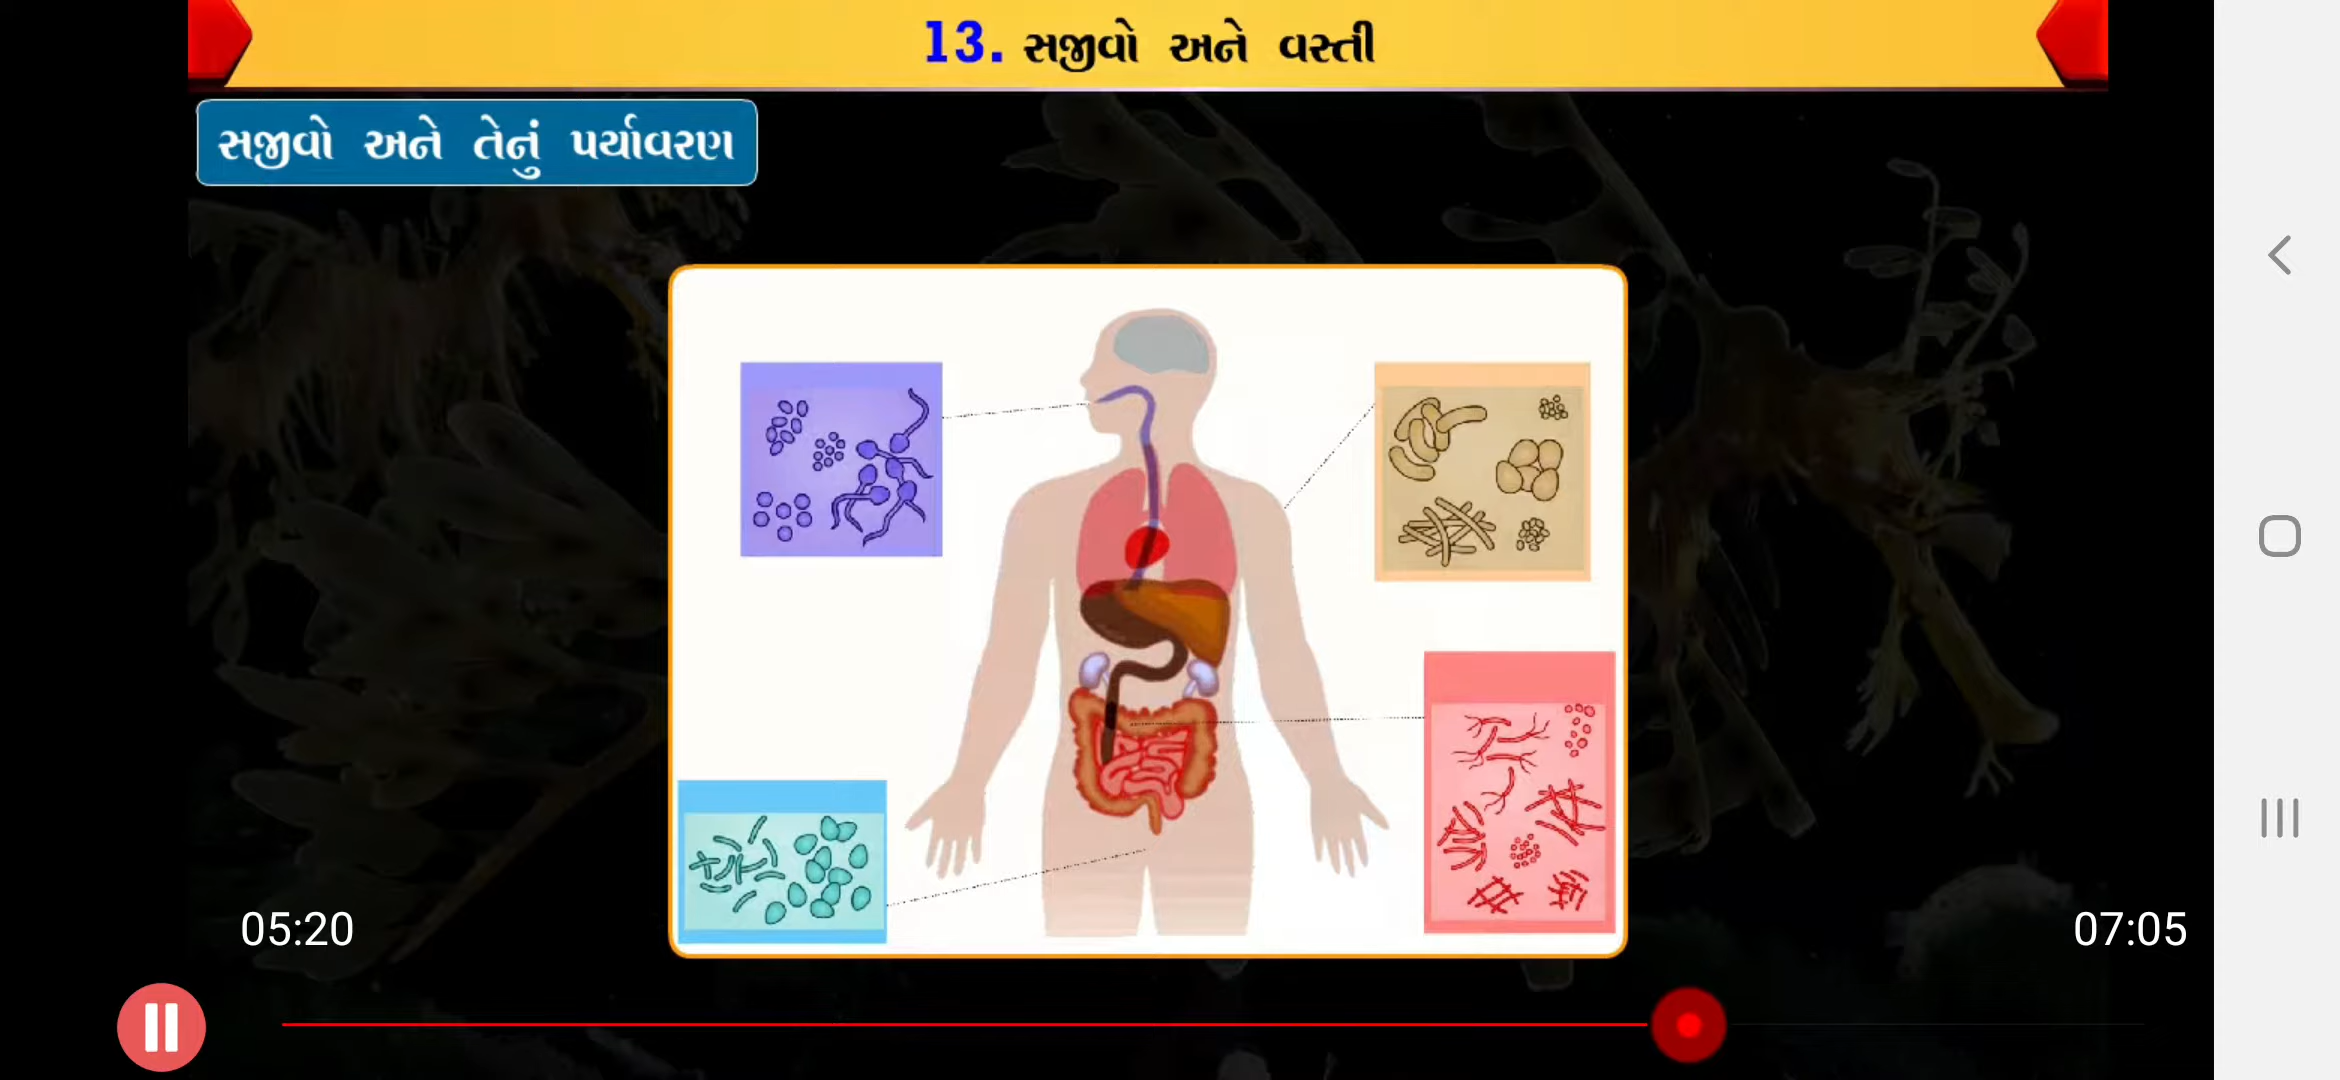 13. સજીવો અને વસ્તી
સજીવો અને તેનું પર્યાવરણ
05:20
07:05